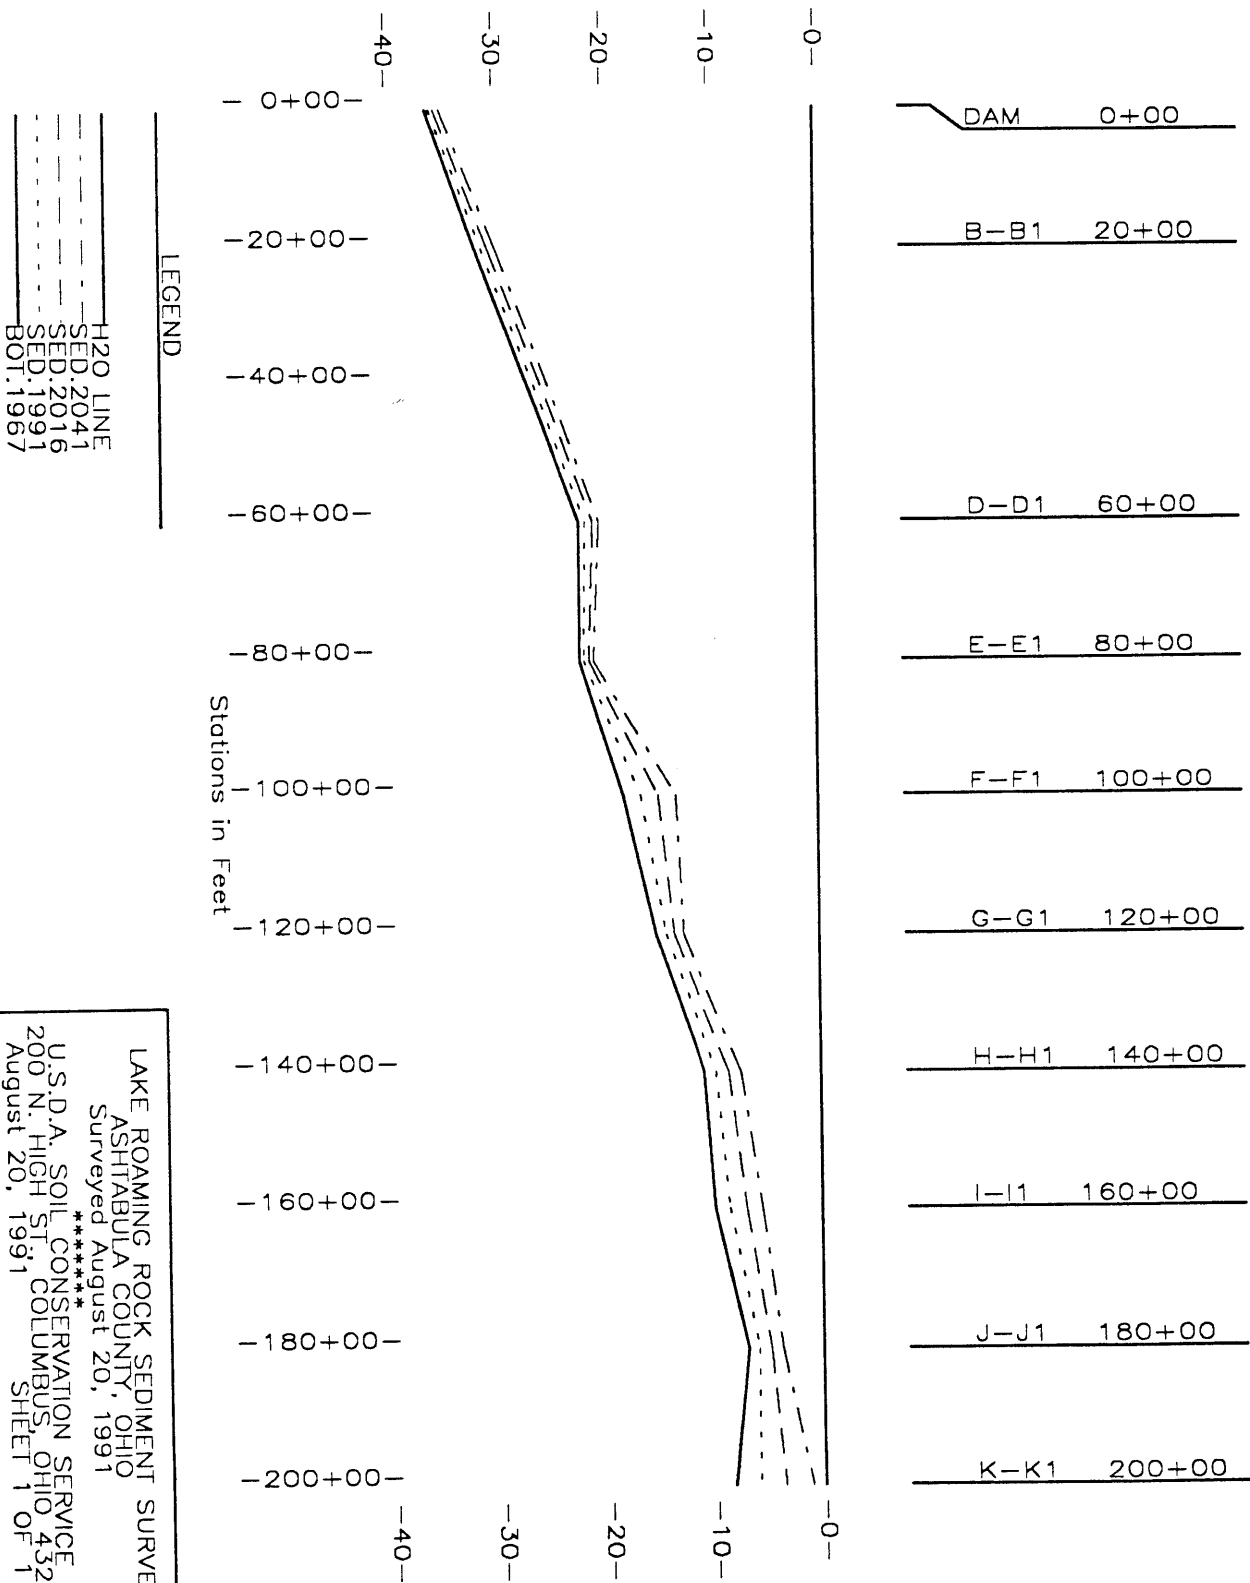 -0-
-10-
-20-
-30-
-40-
DAM 0+00
B-B1 20+00
D-D1 60+00
E-E1 80+00
F-F1 100+00
G-G1 120+00
H-H1 140+00
I-I1 160+00
J-J1 180+00
K-K1 200+00
- 0+00-
-20+00-
-40+00-
-60+00-
-80+00-
-100+00-
-120+00-
-140+00-
-160+00-
-180+00-
-200+00-
Stations in Feet
-0-
-10-
-20-
-30-
-40-
LEGEND
H2O LINE
SED.2041
SED.2016
SED.1991
BOT.1967
LAKE ROAMING ROCK SEDIMENT SURVE
ASHTABULA COUNTY, OHIO
Surveyed August 20, 1991
******
U.S.D.A. SOIL CONSERVATION SERVICE
200 N. HIGH ST., COLUMBUS, OHIO 432
August 20, 1991 SHEET 1 OF 1